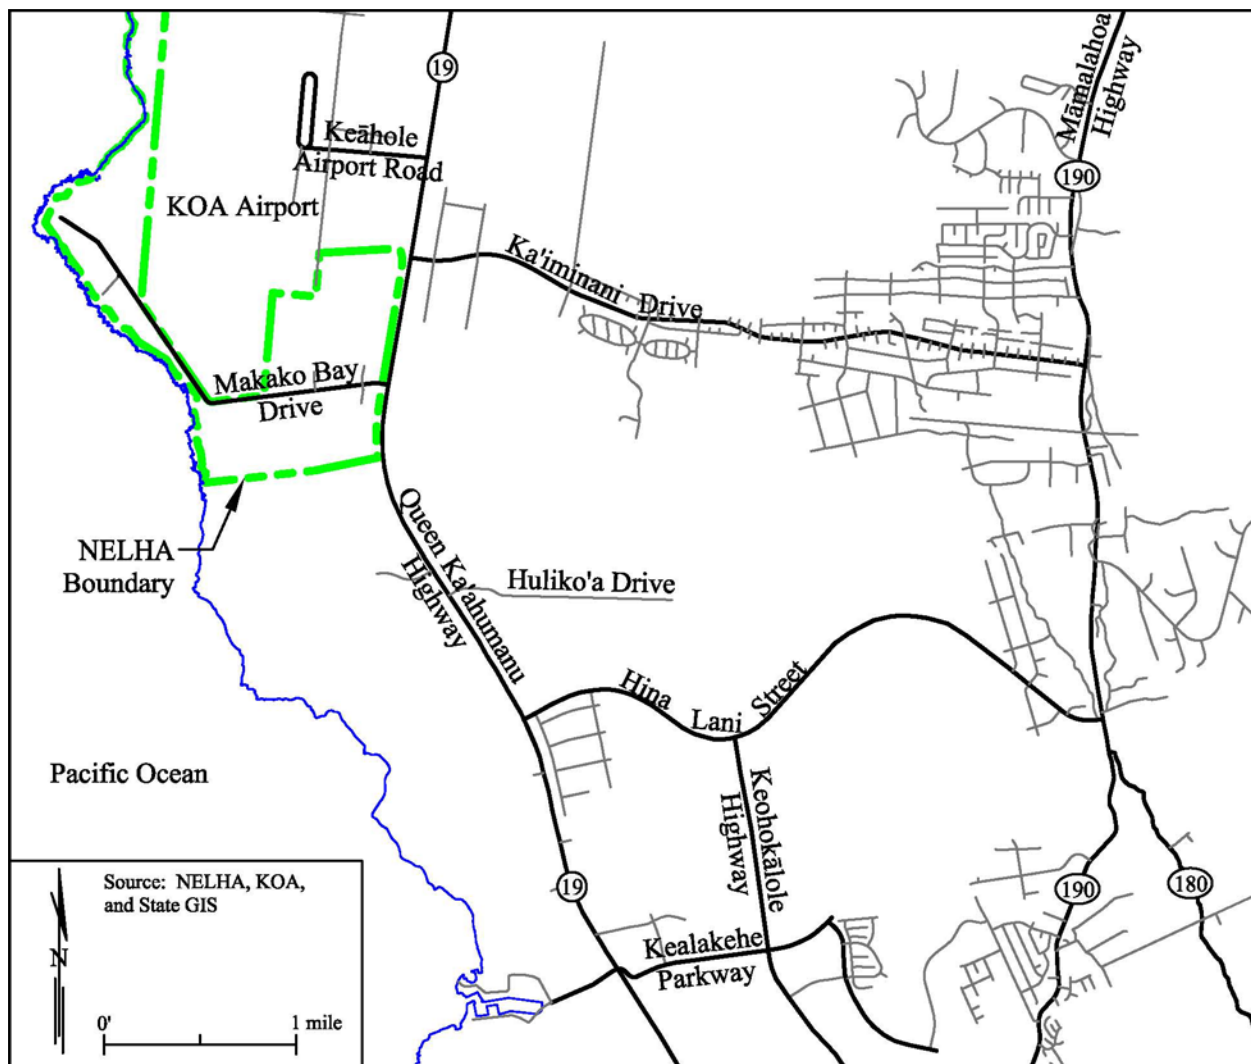 19
Māmalahoa
Highway
190
Keāhole
Airport Road
KOA Airport
Ka'iminani Drive
Makako Bay
Drive
NELHA
Boundary
Queen Ka'ahumanu
Highway
Huliko'a Drive
Hina Lani Street
Pacific Ocean
Keohokālole
Highway
19
190
180
Kealakehe
Parkway
Source: NELHA, KOA,
and State GIS
N
0' 1 mile